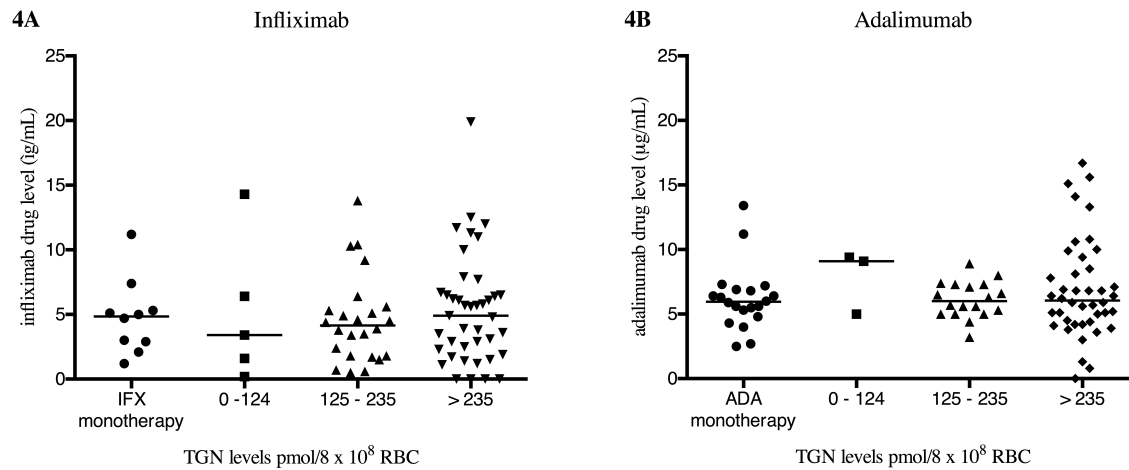 4A
Infliximab
infliximab drug level (ig/mL)
25
20
15
10
5
0
IFX
monotherapy
0 - 124
125 - 235
> 235
TGN levels pmol/8 x 10⁸ RBC
4B
Adalimumab
adalimumab drug level (µg/mL)
25
20
15
10
5
0
ADA
monotherapy
0 - 124
125 - 235
> 235
TGN levels pmol/8 x 10⁸ RBC